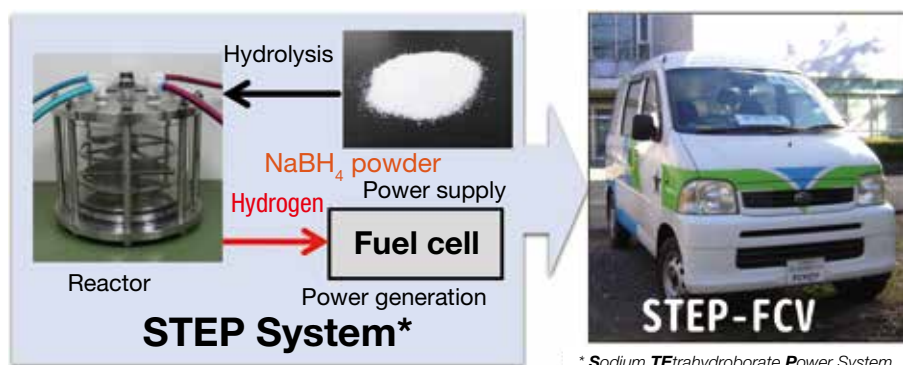 Hydrolysis
NaBH₄ powder
Power supply
Hydrogen
Fuel cell
Reactor
Power generation
STEP System*
STEP-FCV
* Sodium TEtrahydroborate Power System